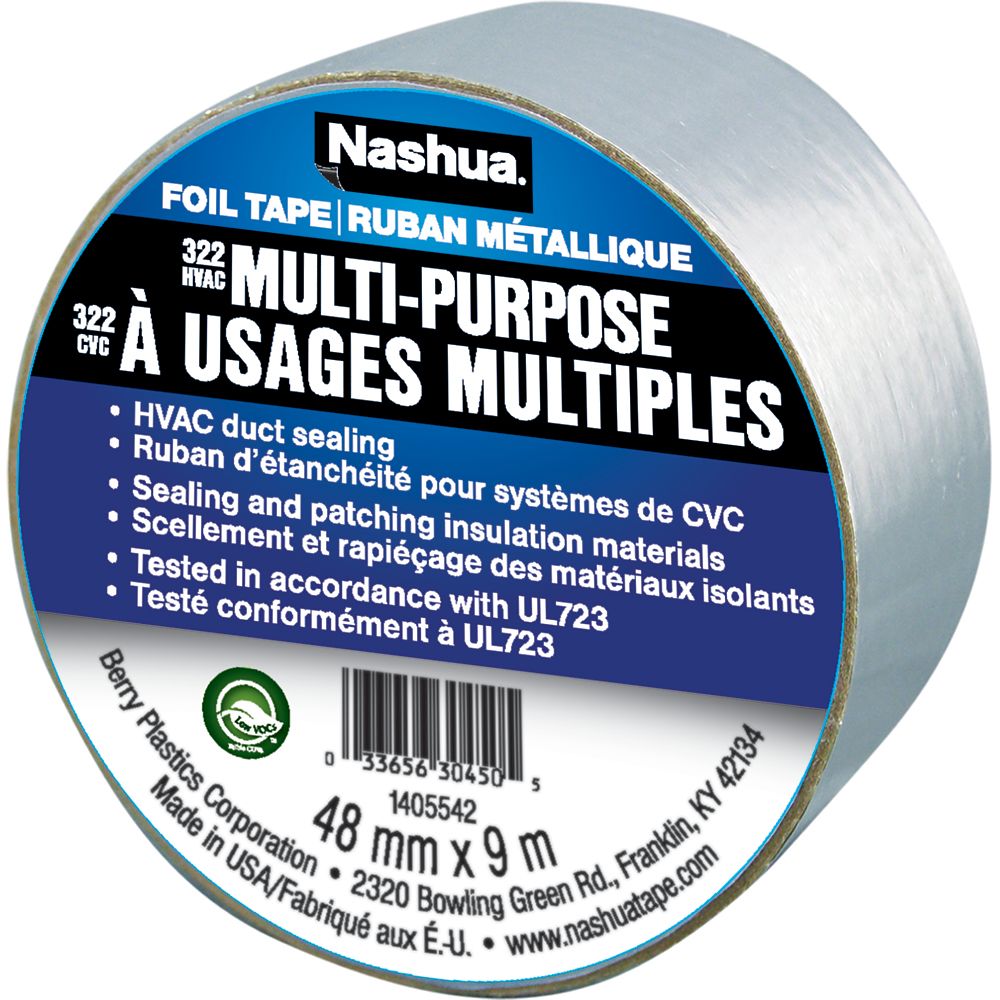 Nashua.
FOIL TAPE | RUBAN MÉTALLIQUE
322 HVAC MULTI-PURPOSE
322 CVC À USAGES MULTIPLES
• HVAC duct sealing
• Ruban d'étanchéité pour systèmes de CVC
• Sealing and patching insulation materials
• Scellement et rapiéçage des matériaux isolants
• Tested in accordance with UL723
• Testé conformément à UL723
Low VOCs
0 33656 30450 5
1405542
48 mm x 9 m
Berry Plastics Corporation • 2320 Bowling Green Rd., Franklin, KY 42134
Made in USA/Fabriqué aux É.-U. • www.nashuatape.com